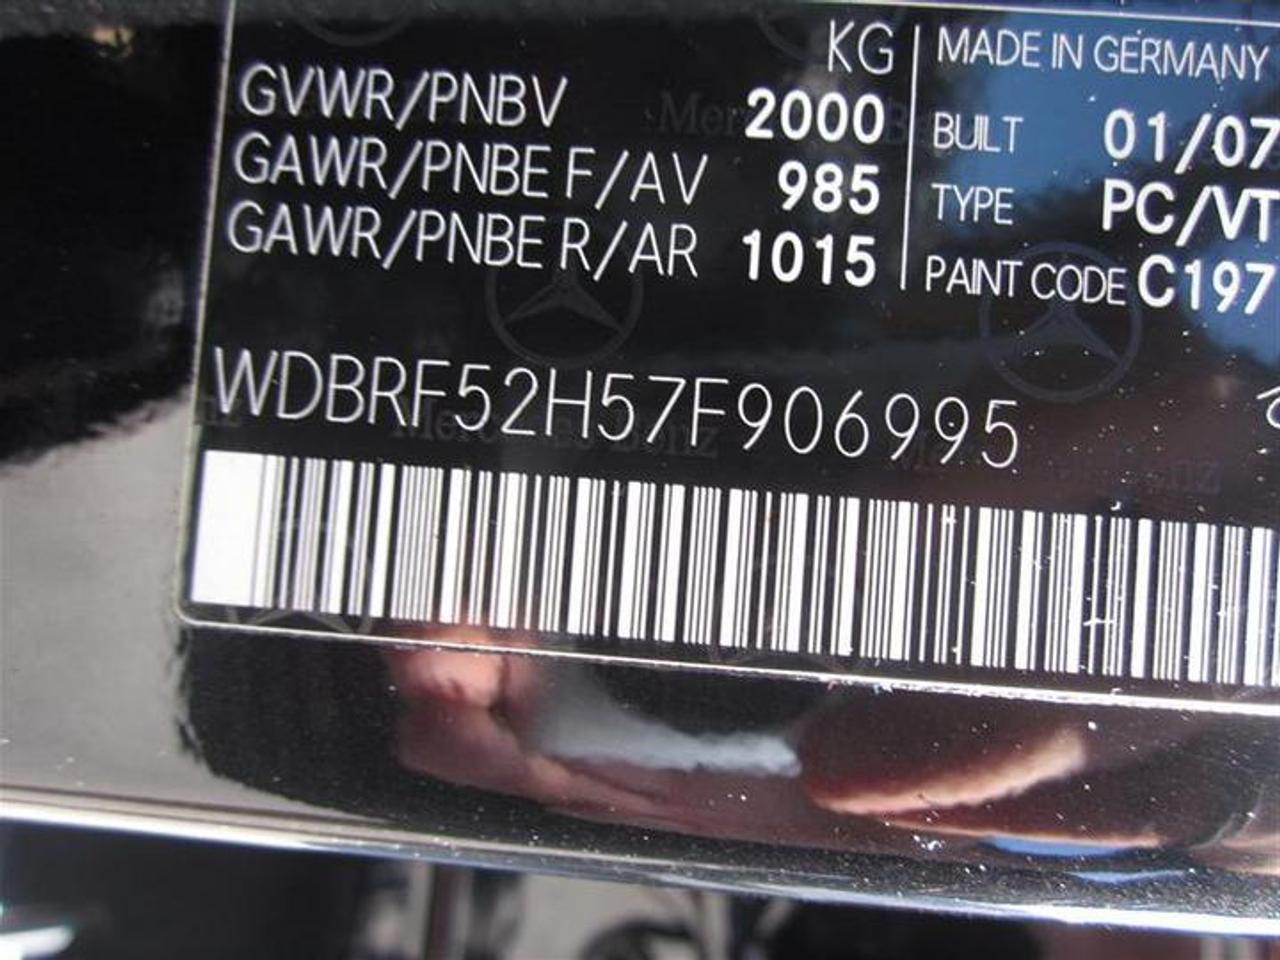 KG
GVWR/PNBV 2000
GAWR/PNBE F/AV 985
GAWR/PNBE R/AR 1015
MADE IN GERMANY
BUILT 01/07
TYPE PC/VT
PAINT CODE C197
WDBRF52H57F906995